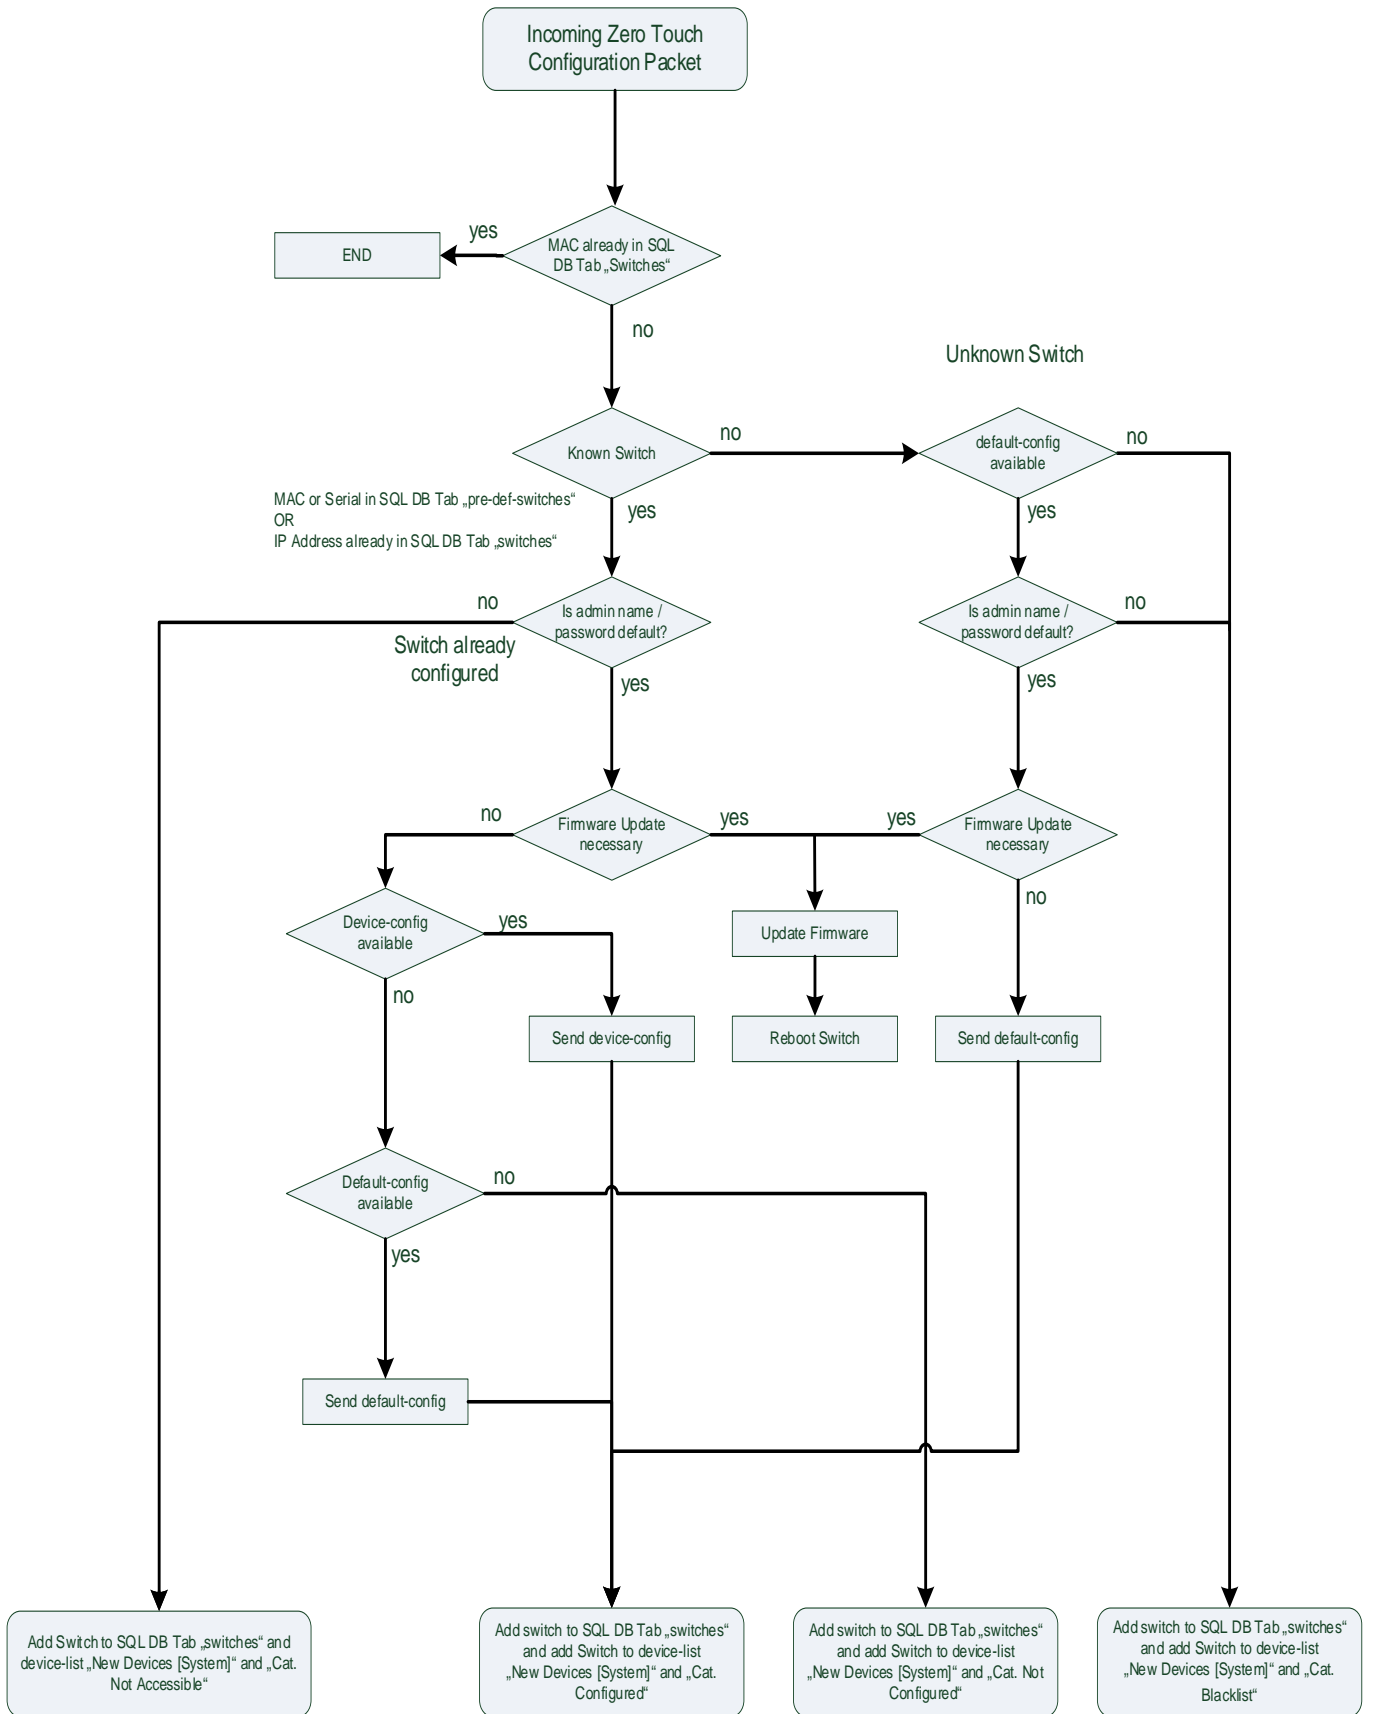 Incoming Zero Touch
Configuration Packet
yes
MAC already in SQL
DB Tab „Switches“
END
no
Unknown Switch
no
no
Known Switch
default-config
available
MAC or Serial in SQL DB Tab „pre-def-switches“
OR
IP Address already in SQL DB Tab „switches“
yes
yes
no
Is admin name /
password default?
Is admin name /
password default?
no
Switch already
configured
yes
yes
no
Firmware Update
necessary
yes
yes
Firmware Update
necessary
no
Device-config
available
yes
Update Firmware
no
Send device-config
Reboot Switch
Send default-config
Default-config
available
no
yes
Send default-config
Add Switch to SQL DB Tab „switches“ and
device-list „New Devices [System]“ and „Cat.
Not Accessible“
Add switch to SQL DB Tab „switches“
and add Switch to device-list
„New Devices [System]“ and „Cat.
Configured“
Add switch to SQL DB Tab „switches“
and add Switch to device-list
„New Devices [System]“ and „Cat. Not
Configured“
Add switch to SQL DB Tab „switches“
and add Switch to device-list
„New Devices [System]“ and „Cat.
Blacklist“